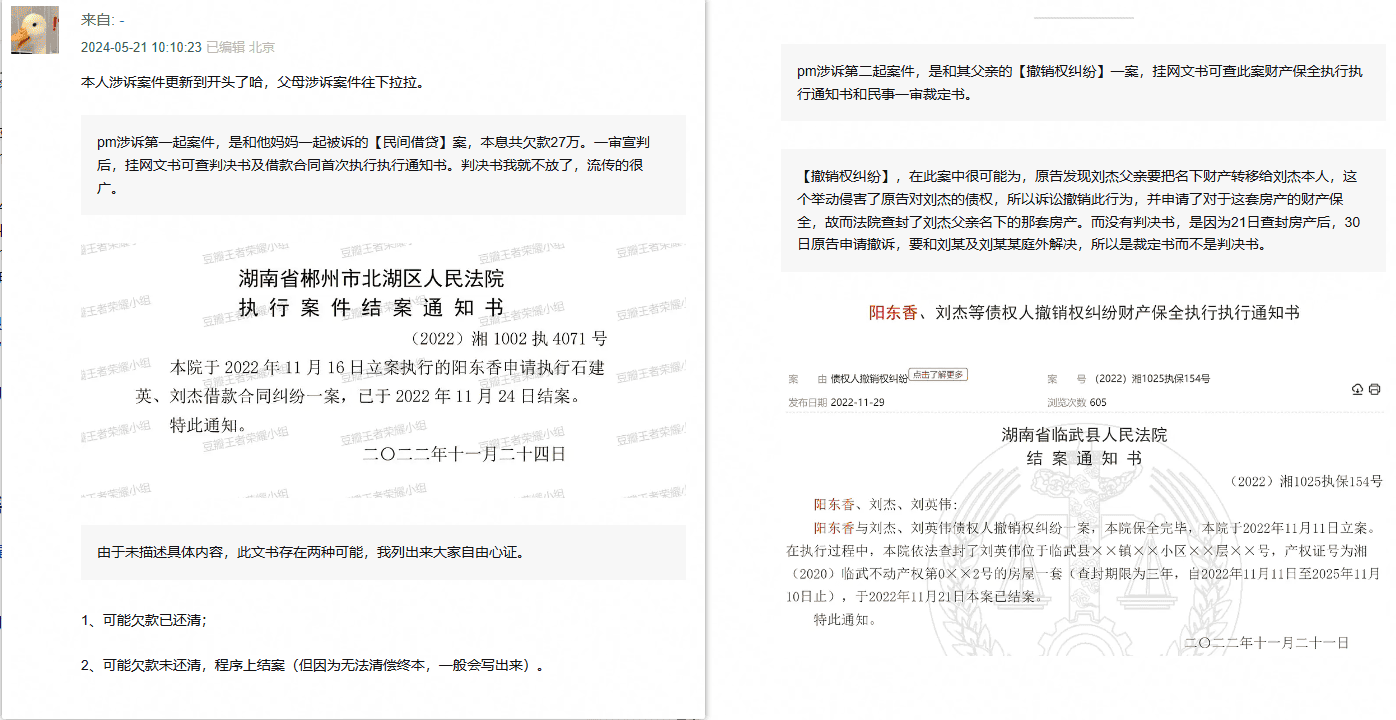 来自: -
2024-05-21 10:10:23 已编辑 北京
本人涉诉案件更新到开头了哈，父母涉诉案件往下拉拉。
pm涉诉第一起案件，是和他妈妈一起被诉的【民间借贷】案，本息共欠款27万。一审宣判
后，挂网文书可查判决书及借款合同首次执行执行通知书。判决书我就不放了，流传的很
广。
豆瓣王者荣耀小组
湖南省郴州市北湖区人民法院
执行案件结案通知书
（2022）湘 1002 执 4071 号
本院于 2022 年 11 月 16 日立案执行的阳东香申请执行石建
英、刘杰借款合同纠纷一案，已于 2022 年 11 月 24 日结案。
特此通知。
二〇二二年十一月二十四日
由于未描述具体内容，此文书存在两种可能，我列出来大家自由心证。
1、可能欠款已还清；
2、可能欠款未还清，程序上结案（但因为无法清偿终本，一般会写出来）。
pm涉诉第二起案件，是和其父亲的【撤销权纠纷】一案，挂网文书可查此案财产保全执行执
行通知书和民事一审裁定书。
【撤销权纠纷】，在此案中很可能为，原告发现刘杰父亲要把名下财产转移给刘杰本人，这
个举动侵害了原告对刘杰的债权，所以诉讼撤销此行为，并申请了对于这套房产的财产保
全，故而法院查封了刘杰父亲名下的那套房产。而没有判决书，是因为21日查封房产后，30
日原告申请撤诉，要和刘某及刘某某庭外解决，所以是裁定书而不是判决书。
阳东香、刘杰等债权人撤销权纠纷财产保全执行执行通知书
案 由 债权人撤销权纠纷 点击了解更多 案 号 （2022）湘1025执保154号
发布日期 2022-11-29 浏览次数 605
湖南省临武县人民法院
结案通知书
（2022）湘1025执保154号
阳东香、刘杰、刘英伟:
阳东香与刘杰、刘英伟债权人撤销权纠纷一案，本院保全完毕，本院于2022年11月11日立案。
在执行过程中，本院依法查封了刘英伟位于临武县××镇××小区××层××号，产权证号为湘
（2020）临武不动产权第0××2号的房屋一套（查封期限为三年，自2022年11月11日至2025年11月
10日止），于2022年11月21日本案已结案。
特此通知。
二〇二二年十一月二十一日